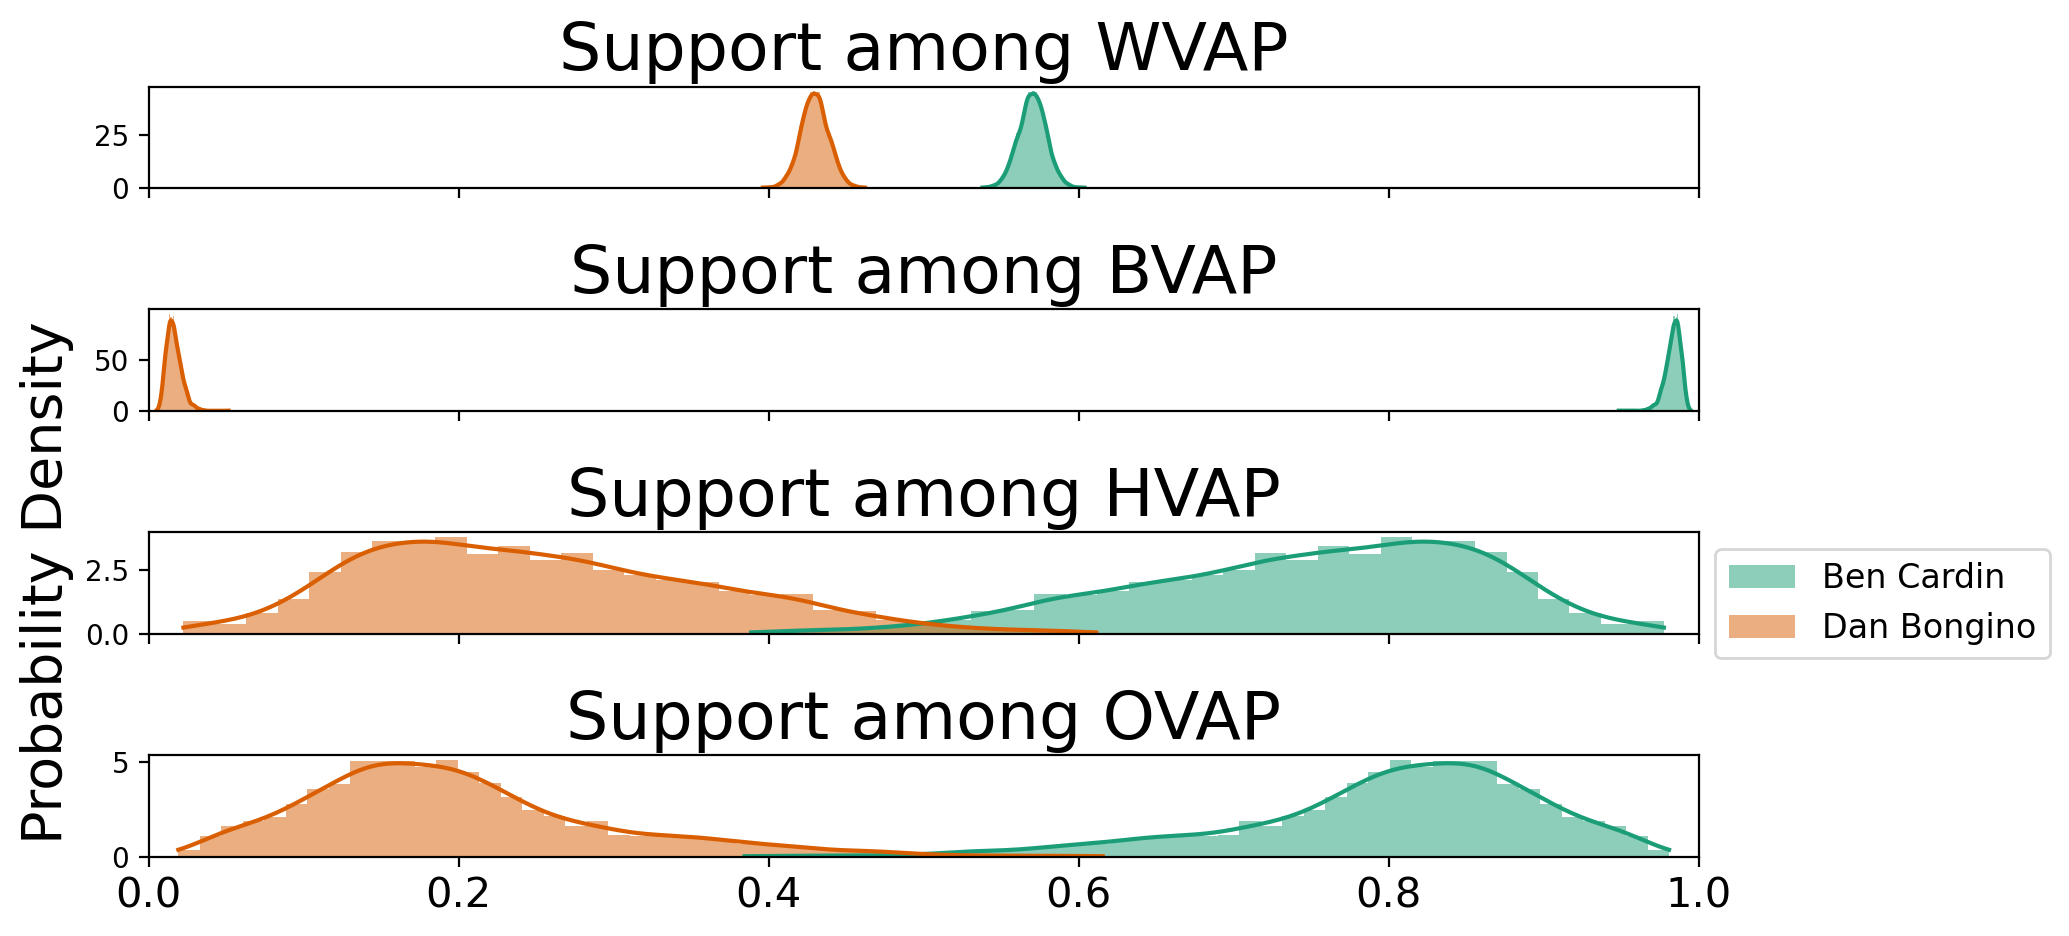 Support among WVAP
25
0
Support among BVAP
50
0
Support among HVAP
2.5
0.0
Support among OVAP
5
0
0.0 0.2 0.4 0.6 0.8 1.0
Probability Density
Ben Cardin
Dan Bongino